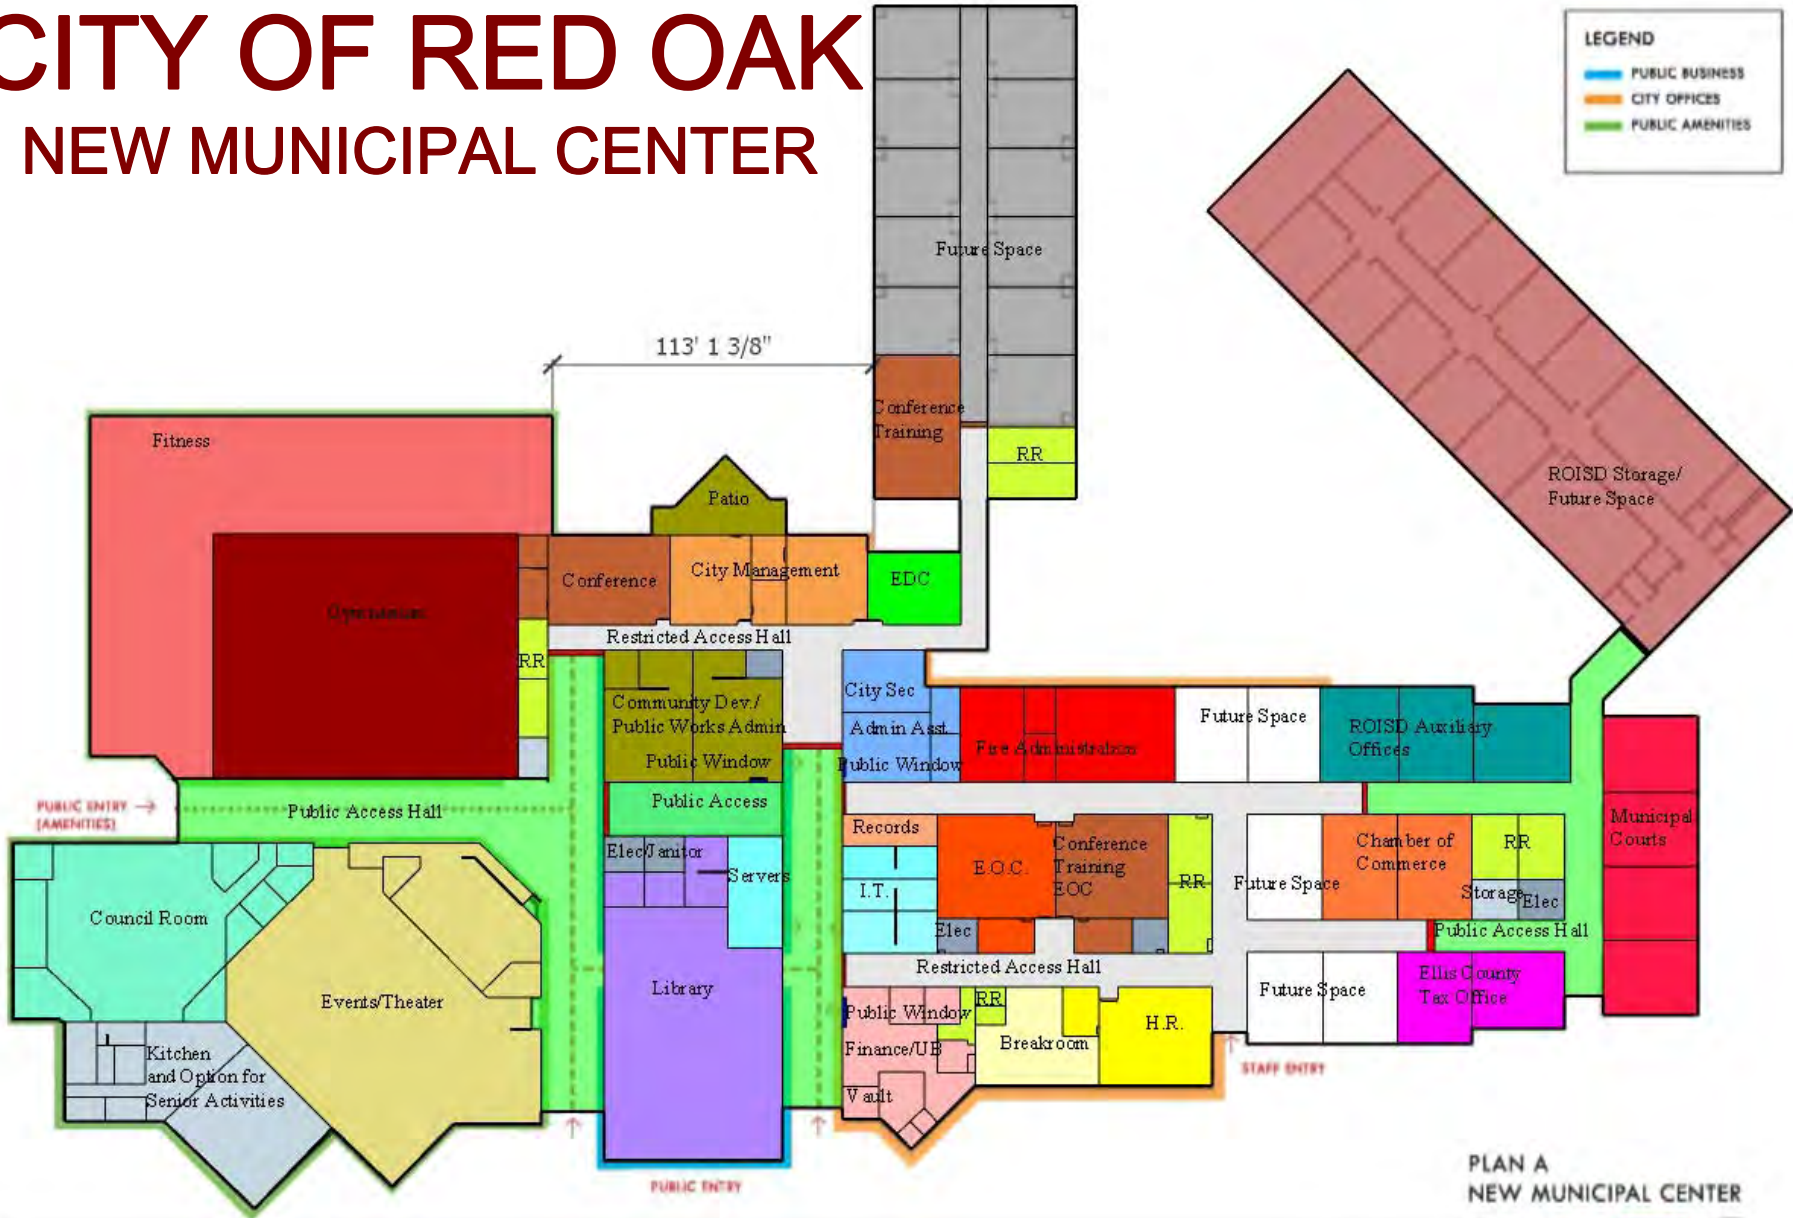 CITY OF RED OAK
NEW MUNICIPAL CENTER
LEGEND
PUBLIC BUSINESS
CITY OFFICES
PUBLIC AMENITIES
Future Space
113' 1 3/8"
Conference
Training
RR
Fitness
Patio
ROISD Storage/
Future Space
Conference
City Management
EDC
Gymnasium
Restricted Access Hall
RR
City Sec
Community Dev./
Public Works Admin
Public Window
Admin Asst.
Public Window
Fire Administration
Future Space
ROISD Auxiliary
Offices
PUBLIC ENTRY
(AMENITIES)
Public Access Hall
Public Access
Records
E.O.C.
Conference
Training
EOC
RR
Chamber of
Commerce
RR
Municipal
Courts
Elec/Janitor
Servers
I.T.
Future Space
Storage
Elec
Council Room
Elec
Public Access Hall
Restricted Access Hall
Events/Theater
Library
Public Window
RR
Future Space
Ellis County
Tax Office
Finance/UB
Breakroom
H.R.
Kitchen
and Option for
Senior Activities
Vault
STAFF ENTRY
PUBLIC ENTRY
PLAN A
NEW MUNICIPAL CENTER